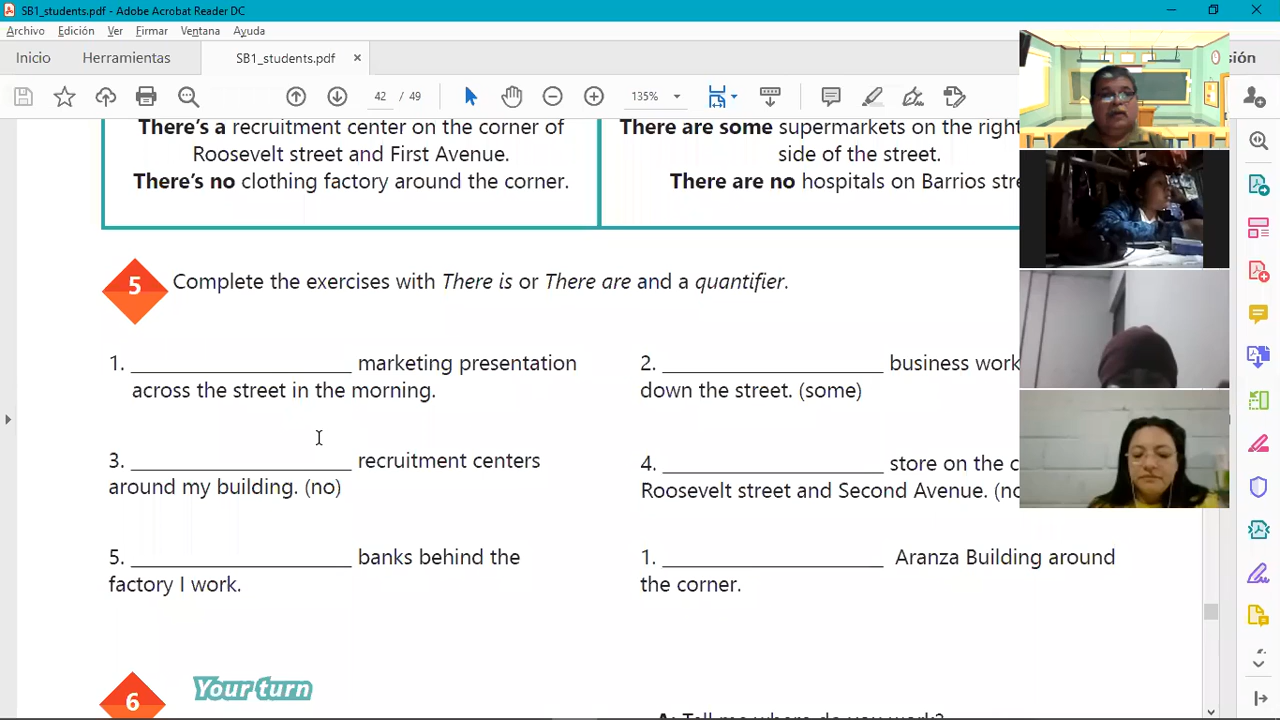 SB1_students.pdf - Adobe Acrobat Reader DC
Archivo Edición Ver Firmar Ventana Ayuda
Inicio Herramientas SB1_students.pdf
42 / 49 135%
There's a recruitment center on the corner of
Roosevelt street and First Avenue.
There's no clothing factory around the corner.
There are some supermarkets on the right
side of the street.
There are no hospitals on Barrios
5 Complete the exercises with There is or There are and a quantifier.
1. ____________________ marketing presentation
across the street in the morning.
2. ____________________ business
down the street. (some)
3. ____________________ recruitment centers
around my building. (no)
4. ____________________ store on the
Roosevelt street and Second Avenue.
5. ____________________ banks behind the
factory I work.
1. ____________________ Aranza Building around
the corner.
6 Your turn
A: Tell me where do you work?